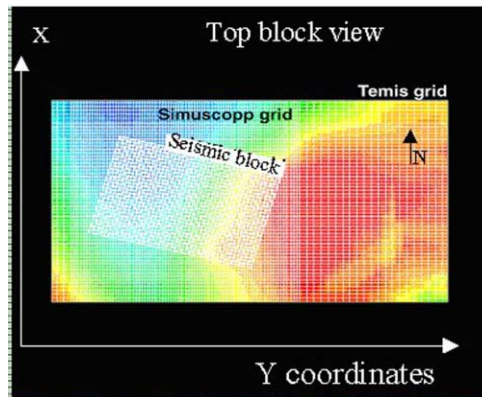 X
Top block view
Temis grid
Simuscopp grid
Seismic block
N
Y coordinates